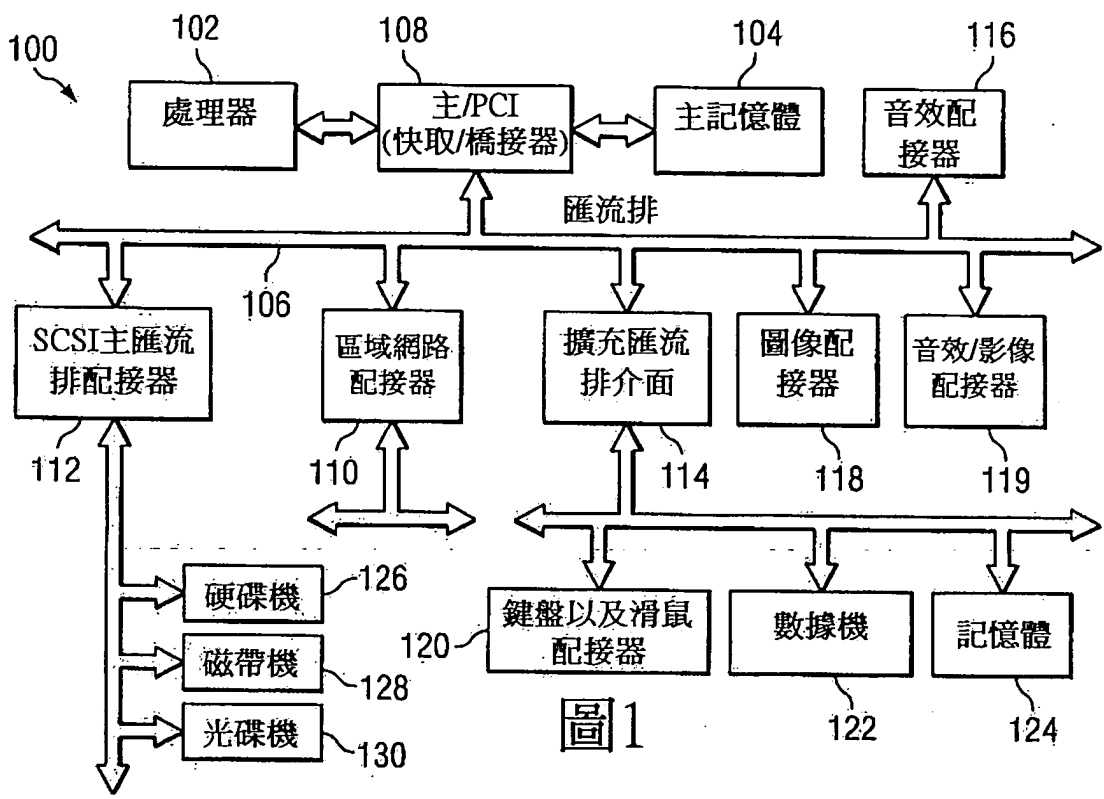 100
102
108
104
116
處理器
主/PCI
(快取/橋接器)
主記憶體
音效配
接器
匯流排
106
SCSI主匯流
排配接器
區域網路
配接器
擴充匯流
排介面
圖像配
接器
音效/影像
配接器
112
110
114
118
119
硬碟機
126
磁帶機
128
光碟機
130
鍵盤以及滑鼠
配接器
120
數據機
122
記憶體
124
圖1